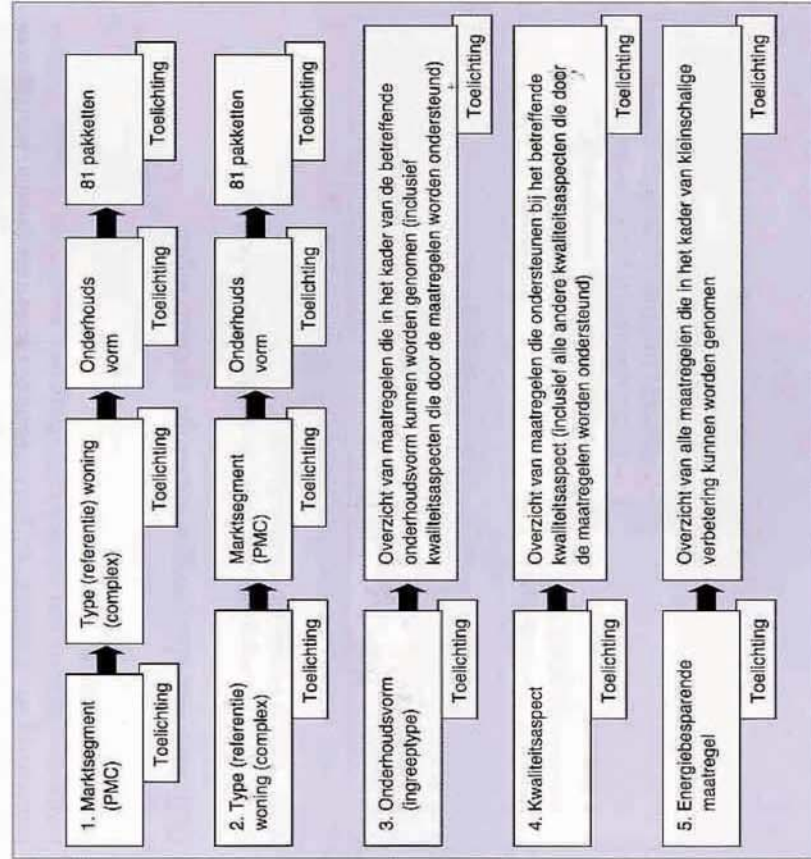 1. Marktsegment
(PMC)
Toelichting
Type (referentie) woning
(complex)
Toelichting
Onderhouds
vorm
Toelichting
81 pakketten
Toelichting
2. Type (referentie)
woning (complex)
Toelichting
Marktsegment
(PMC)
Toelichting
Onderhouds
vorm
Toelichting
81 pakketten
Toelichting
3. Onderhoudsvorm
(ingreeptype)
Toelichting
Overzicht van maatregelen die in het kader van de betreffende
onderhoudsvorm kunnen worden genomen (inclusief
kwaliteitsaspecten die door de maatregelen worden ondersteund)
Toelichting
4. Kwaliteitsaspect
Toelichting
Overzicht van maatregelen die ondersteunen bij het betreffende
kwaliteitsaspect (inclusief alle andere kwaliteitsaspecten die door
de maatregelen worden ondersteund)
Toelichting
5. Energiebesparende
maatregel
Toelichting
Overzicht van alle maatregelen die in het kader van kleinschalige
verbetering kunnen worden genomen
Toelichting